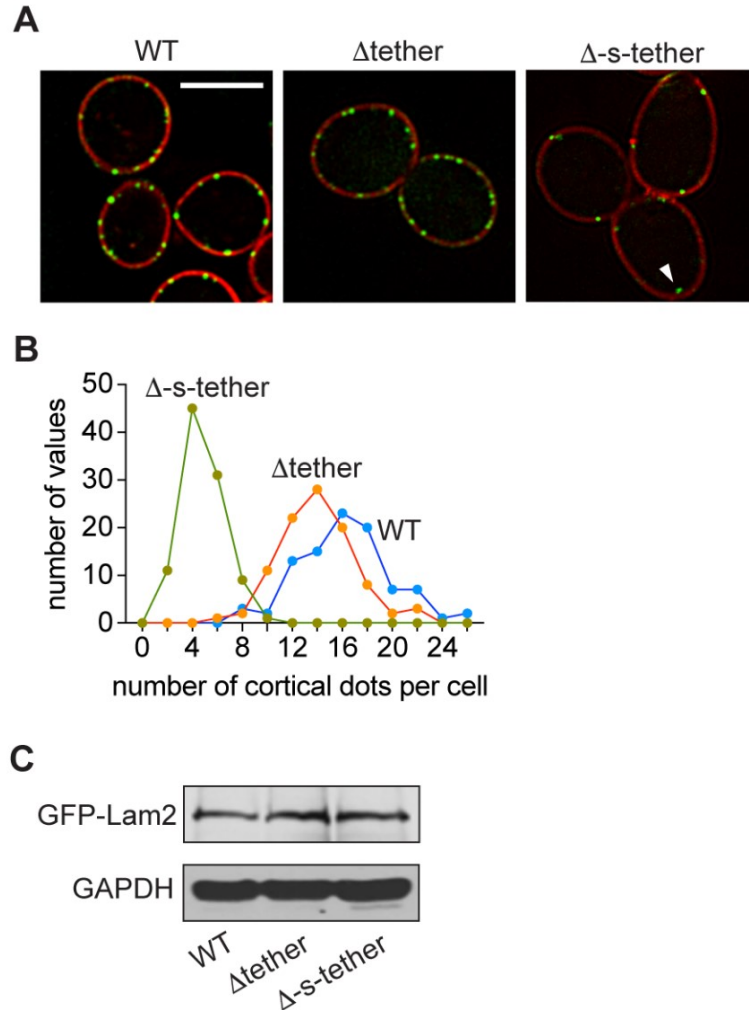 A
WT
Δtether
Δ-s-tether
B
50
40
30
20
10
0
number of values
Δ-s-tether
Δtether
WT
0 4 8 12 16 20 24
number of cortical dots per cell
C
GFP-Lam2
GAPDH
WT
Δtether
Δ-s-tether